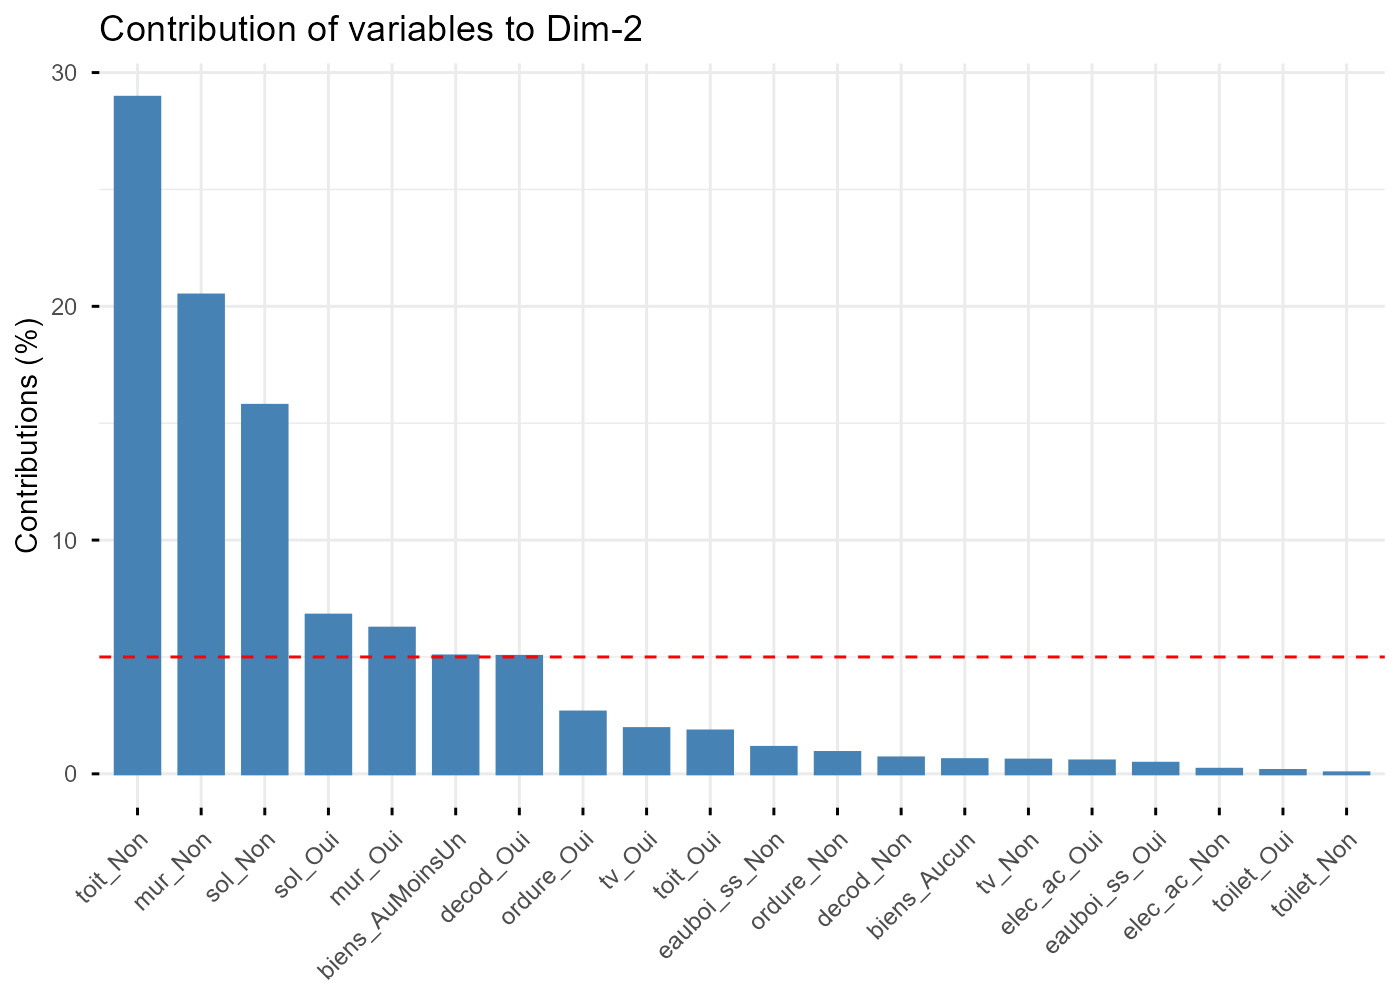 Contribution of variables to Dim-2
Contributions (%)
30
20
10
0
toit_Non
mur_Non
sol_Non
sol_Oui
mur_Oui
biens_AuMoinsUn
decod_Oui
ordure_Oui
tv_Oui
toit_Oui
eauboi_ss_Non
ordure_Non
decod_Non
biens_Aucun
tv_Non
elec_ac_Oui
eauboi_ss_Oui
elec_ac_Non
toilet_Oui
toilet_Non